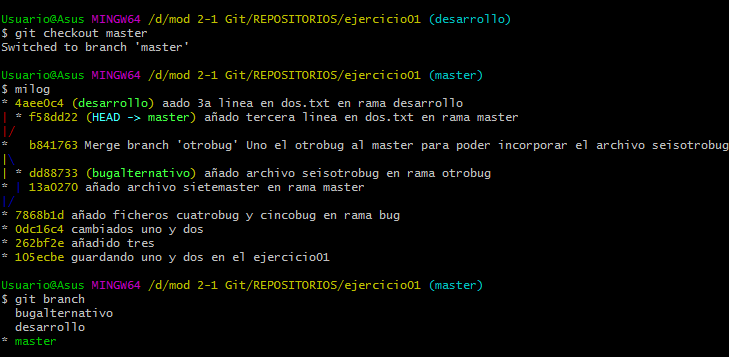 Usuario@Asus MINGW64 /d/mod 2-1 Git/REPOSITORIOS/ejercicio01 (desarrollo)
$ git checkout master
Switched to branch 'master'
Usuario@Asus MINGW64 /d/mod 2-1 Git/REPOSITORIOS/ejercicio01 (master)
$ milog
* 4aee0c4 (desarrollo) aado 3a linea en dos.txt en rama desarrollo
| * f58dd22 (HEAD -> master) añado tercera linea en dos.txt en rama master
|/
*   b841763 Merge branch 'otrobug' Uno el otrobug al master para poder incorporar el archivo seisotrobug
|\
| * dd88733 (bugalternativo) añado archivo seisotrobug en rama otrobug
* | 13a0270 añado archivo sietemaster en rama master
|/
* 7868b1d añado ficheros cuatrobug y cincobug en rama bug
* 0dc16c4 cambiados uno y dos
* 262bf2e añadido tres
* 105ecbe guardando uno y dos en el ejercicio01
Usuario@Asus MINGW64 /d/mod 2-1 Git/REPOSITORIOS/ejercicio01 (master)
$ git branch
  bugalternativo
  desarrollo
* master